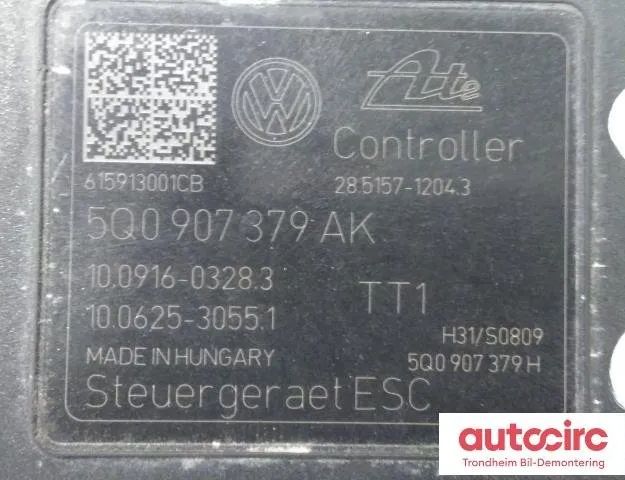 Ate
Controller
615913001CB
28.5157-1204.3
5Q0 907 379 AK
10.0916-0328.3
10.0625-3055.1
TT1
H31/S0809
MADE IN HUNGARY
5Q0 907 379 H
Steuergeraet ESC
autocirc
Trondheim Bil-Demontering